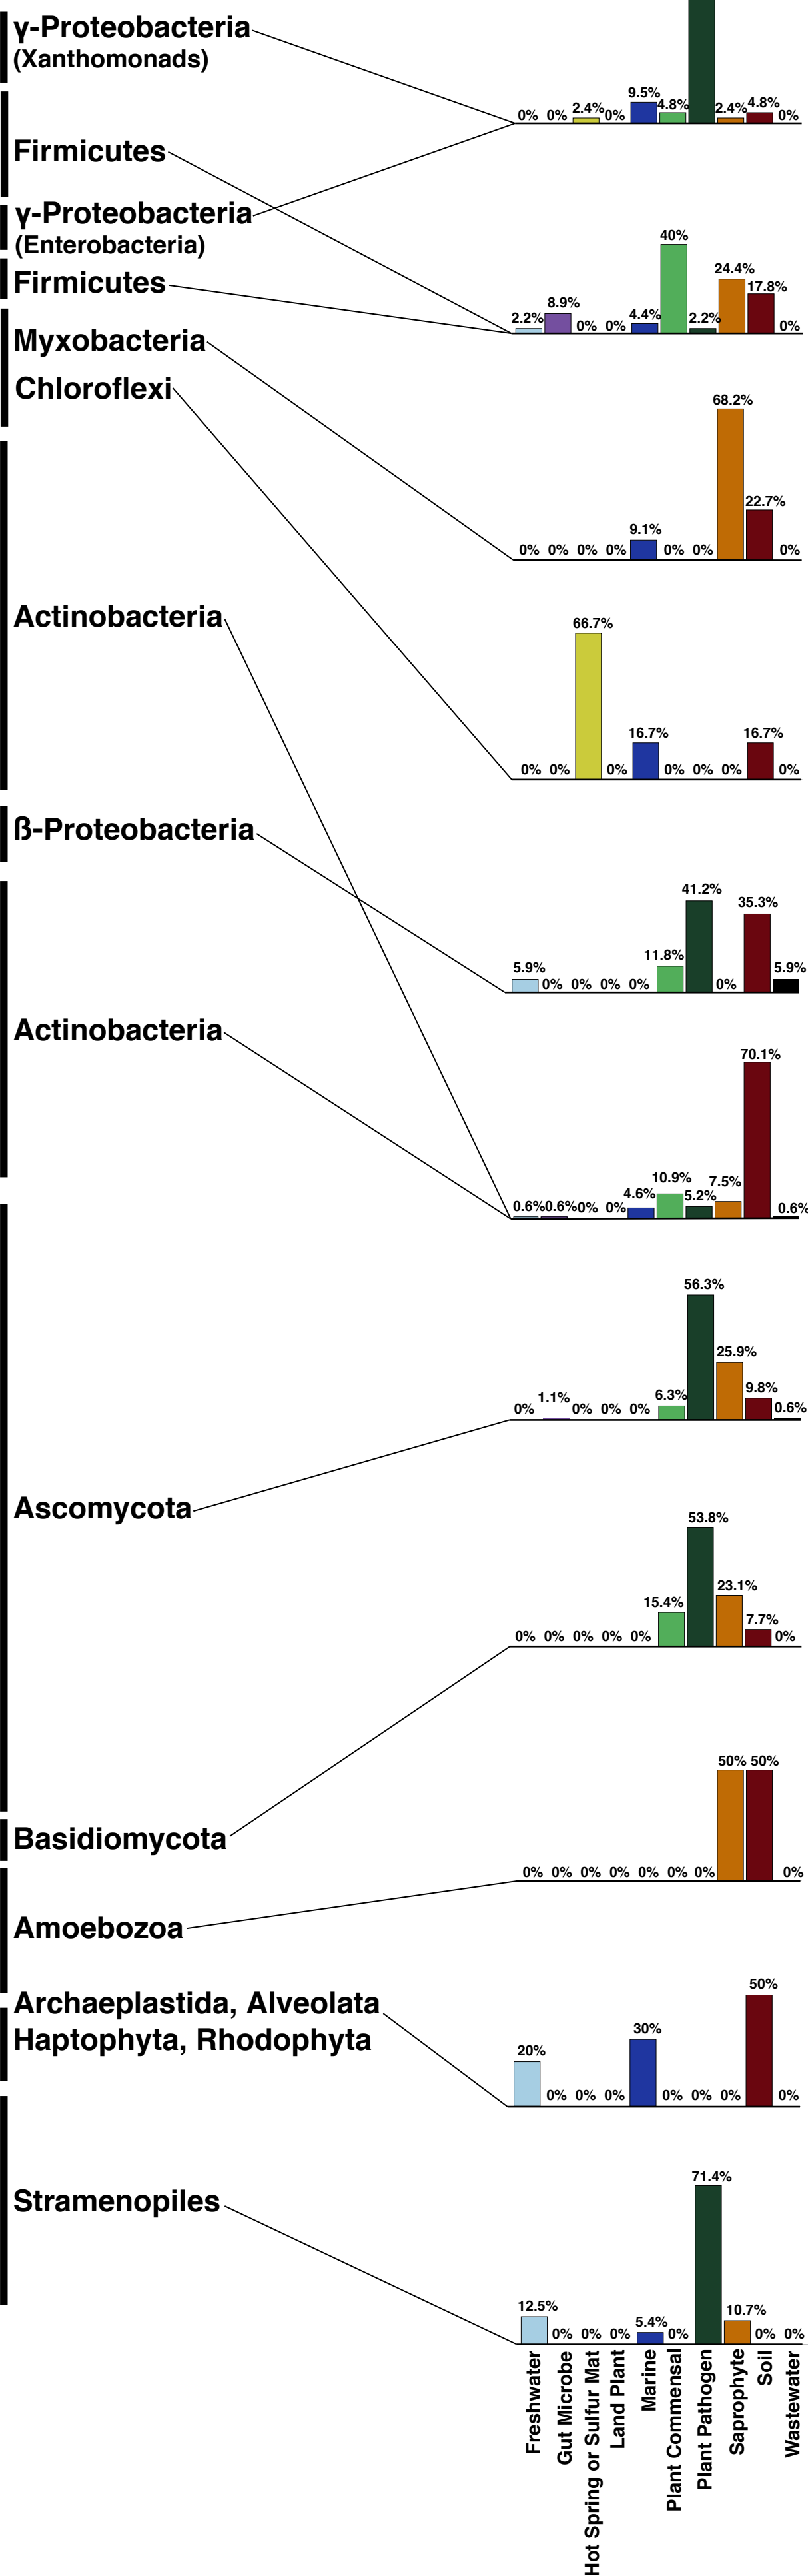 γ-Proteobacteria
(Xanthomonads)
0% 0% 2.4% 0% 9.5% 4.8% 2.4% 4.8% 0%
Firmicutes
γ-Proteobacteria
(Enterobacteria)
Firmicutes
2.2% 8.9% 0% 0% 4.4% 40% 2.2% 24.4% 17.8% 0%
Myxobacteria
Chloroflexi
0% 0% 0% 0% 9.1% 0% 0% 68.2% 22.7% 0%
Actinobacteria
0% 0% 66.7% 0% 16.7% 0% 0% 0% 16.7% 0%
ß-Proteobacteria
5.9% 0% 0% 0% 0% 11.8% 41.2% 0% 35.3% 5.9%
Actinobacteria
0.6% 0.6% 0% 0% 4.6% 10.9% 5.2% 7.5% 70.1% 0.6%
0% 1.1% 0% 0% 0% 6.3% 56.3% 25.9% 9.8% 0.6%
Ascomycota
0% 0% 0% 0% 0% 15.4% 53.8% 23.1% 7.7% 0%
Basidiomycota
0% 0% 0% 0% 0% 0% 0% 50% 50% 0%
Amoebozoa
Archaeplastida, Alveolata
Haptophyta, Rhodophyta
20% 0% 0% 0% 30% 0% 0% 0% 50% 0%
Stramenopiles
12.5% 0% 0% 0% 5.4% 0% 71.4% 10.7% 0% 0%
Freshwater
Gut Microbe
Hot Spring or Sulfur Mat
Land Plant
Marine
Plant Commensal
Plant Pathogen
Saprophyte
Soil
Wastewater